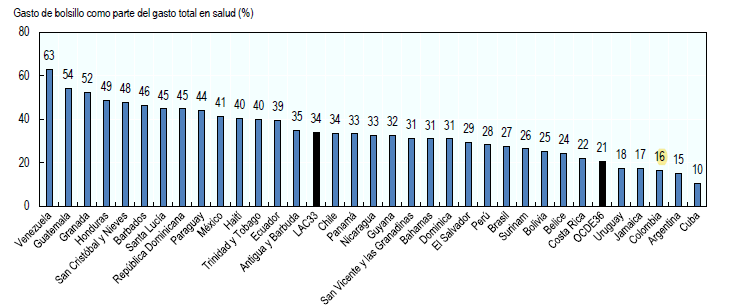 Gasto de bolsillo como parte del gasto total en salud (%)
80
60
40
20
0
63
54
52
49
48
46
45
45
44
41
40
40
39
35
34
34
33
33
32
31
31
31
29
28
27
26
25
24
22
21
18
17
16
15
10
Venezuela
Guatemala
Granada
Honduras
San Cristóbal y Nieves
Barbados
Santa Lucía
República Dominicana
Paraguay
México
Haití
Trinidad y Tobago
Ecuador
Antigua y Barbuda
LAC33
Chile
Panamá
Nicaragua
Guyana
San Vicente y las Granadinas
Bahamas
Dominica
El Salvador
Perú
Brasil
Surinam
Bolivia
Belice
Costa Rica
OCDE36
Uruguay
Jamaica
Colombia
Argentina
Cuba